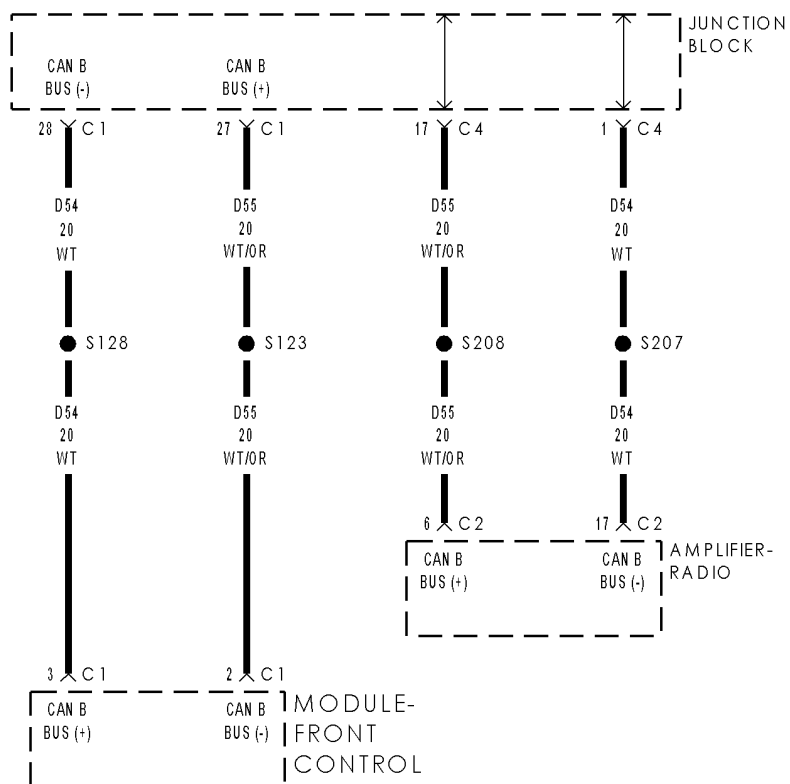 JUNCTION
BLOCK
CAN B
BUS (-)
CAN B
BUS (+)
28 C1
27 C1
17 C4
1 C4
D54
20
WT
D55
20
WT/OR
D55
20
WT/OR
D54
20
WT
S128
S123
S208
S207
D54
20
WT
D55
20
WT/OR
D55
20
WT/OR
D54
20
WT
6 C2
17 C2
CAN B
BUS (+)
CAN B
BUS (-)
AMPLIFIER-
RADIO
3 C1
2 C1
CAN B
BUS (+)
CAN B
BUS (-)
MODULE-
FRONT
CONTROL